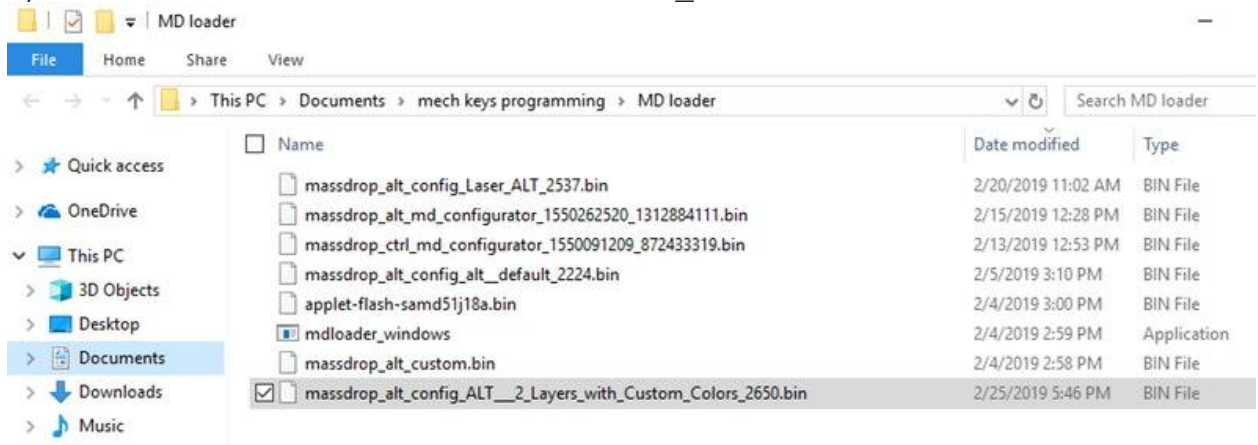 MD loader
File Home Share View
This PC > Documents > mech keys programming > MD loader Search MD loader
Name Date modified Type
Quick access
OneDrive
This PC
3D Objects
Desktop
Documents
Downloads
Music
massdrop_alt_config_Laser_ALT_2537.bin 2/20/2019 11:02 AM BIN File
massdrop_alt_md_configurator_1550262520_1312884111.bin 2/15/2019 12:28 PM BIN File
massdrop_ctrl_md_configurator_1550091209_872433319.bin 2/13/2019 12:53 PM BIN File
massdrop_alt_config_alt__default_2224.bin 2/5/2019 3:10 PM BIN File
applet-flash-samd51j18a.bin 2/4/2019 3:00 PM BIN File
mdloader_windows 2/4/2019 2:59 PM Application
massdrop_alt_custom.bin 2/4/2019 2:58 PM BIN File
massdrop_alt_config_ALT__2_Layers_with_Custom_Colors_2650.bin 2/25/2019 5:46 PM BIN File